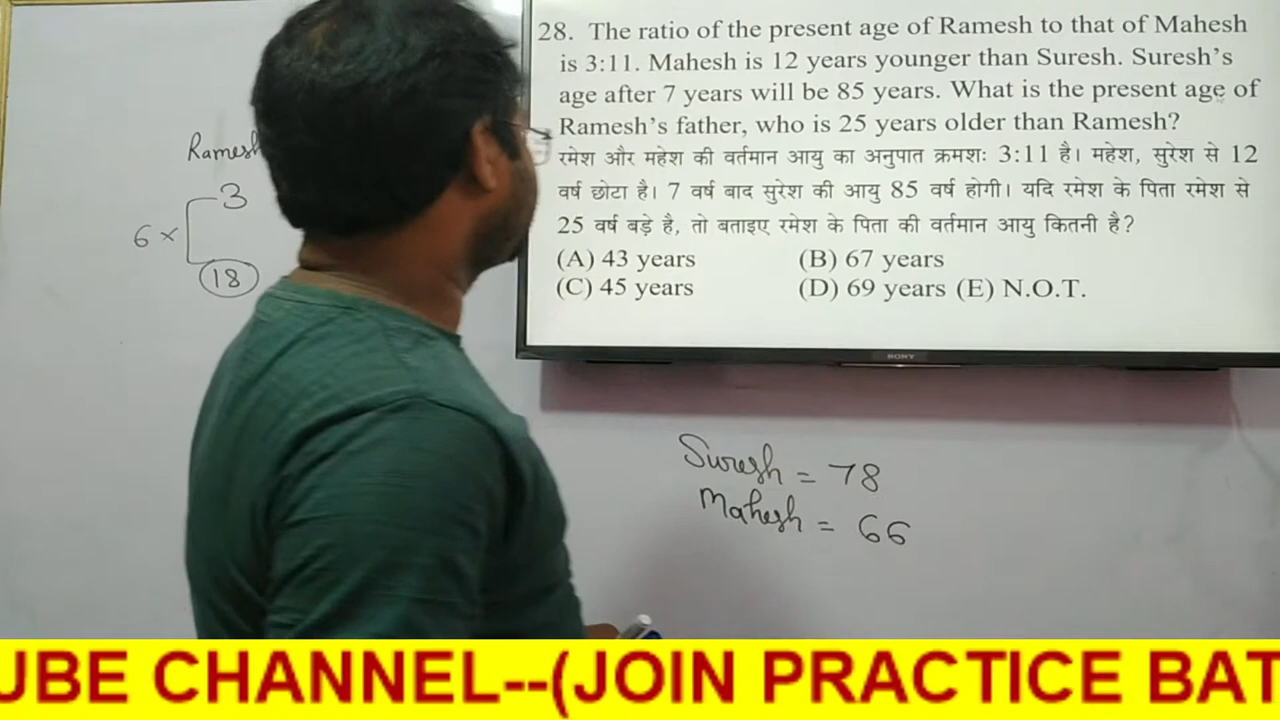 28. The ratio of the present age of Ramesh to that of Mahesh
is 3:11. Mahesh is 12 years younger than Suresh. Suresh's
age after 7 years will be 85 years. What is the present age of
Ramesh's father, who is 25 years older than Ramesh?
रमेश और महेश की वर्तमान आयु का अनुपात क्रमशः 3:11 है। महेश, सुरेश से 12
वर्ष छोटा है। 7 वर्ष बाद सुरेश की आयु 85 वर्ष होगी। यदि रमेश के पिता रमेश से
25 वर्ष बड़े है, तो बताइए रमेश के पिता की वर्तमान आयु कितनी है?
(A) 43 years (B) 67 years
(C) 45 years (D) 69 years (E) N.O.T.
SONY
Ramesh
3
6 ×
18
Suresh = 78
Mahesh = 66
UBE CHANNEL--(JOIN PRACTICE BAT